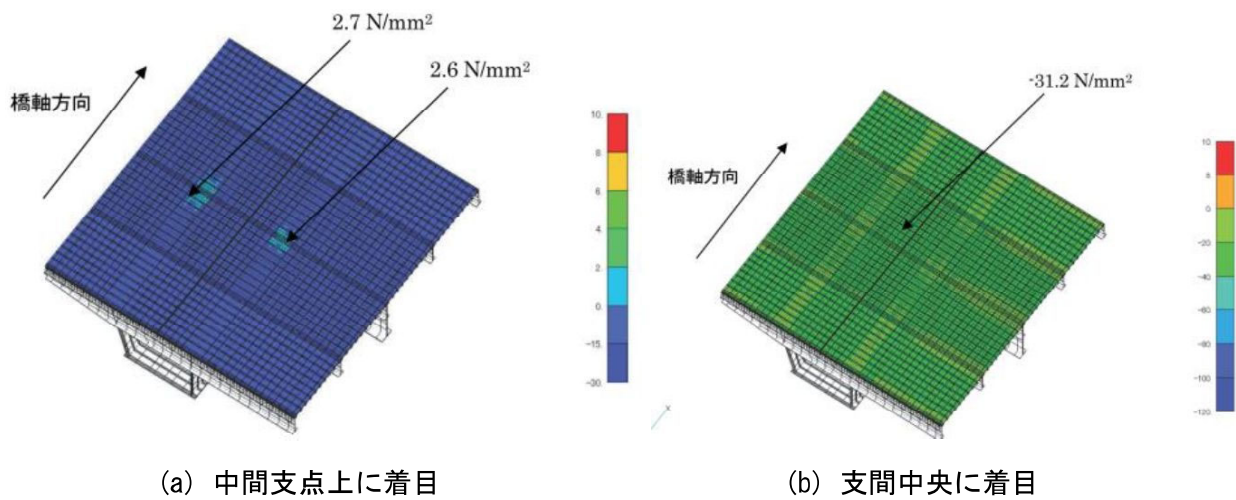 2.7 N/mm²
2.6 N/mm²
橋軸方向
10.
8.
6.
4.
2.
0.
-15.
-30.
(a) 中間支点上に着目
-31.2 N/mm²
橋軸方向
10
8.
0.
-20.
-40.
-60.
-80.
-100.
-120.
X
(b) 支間中央に着目